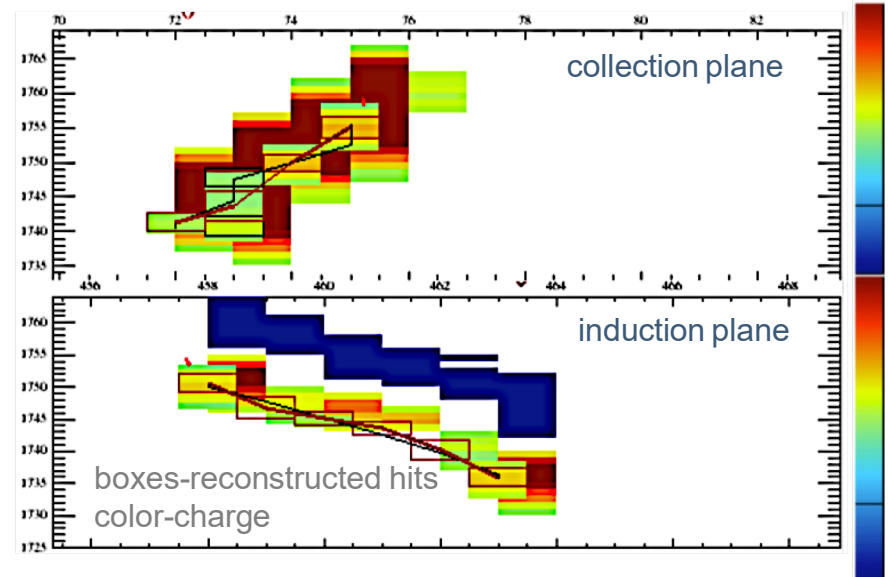 70 72 74 76 78 80 82
collection plane
1765
1760
1755
1750
1745
1740
1735
456 458 460 462 464 466 468
induction plane
1760
1755
1750
1745
1740
1735
1730
1725
boxes-reconstructed hits
color-charge